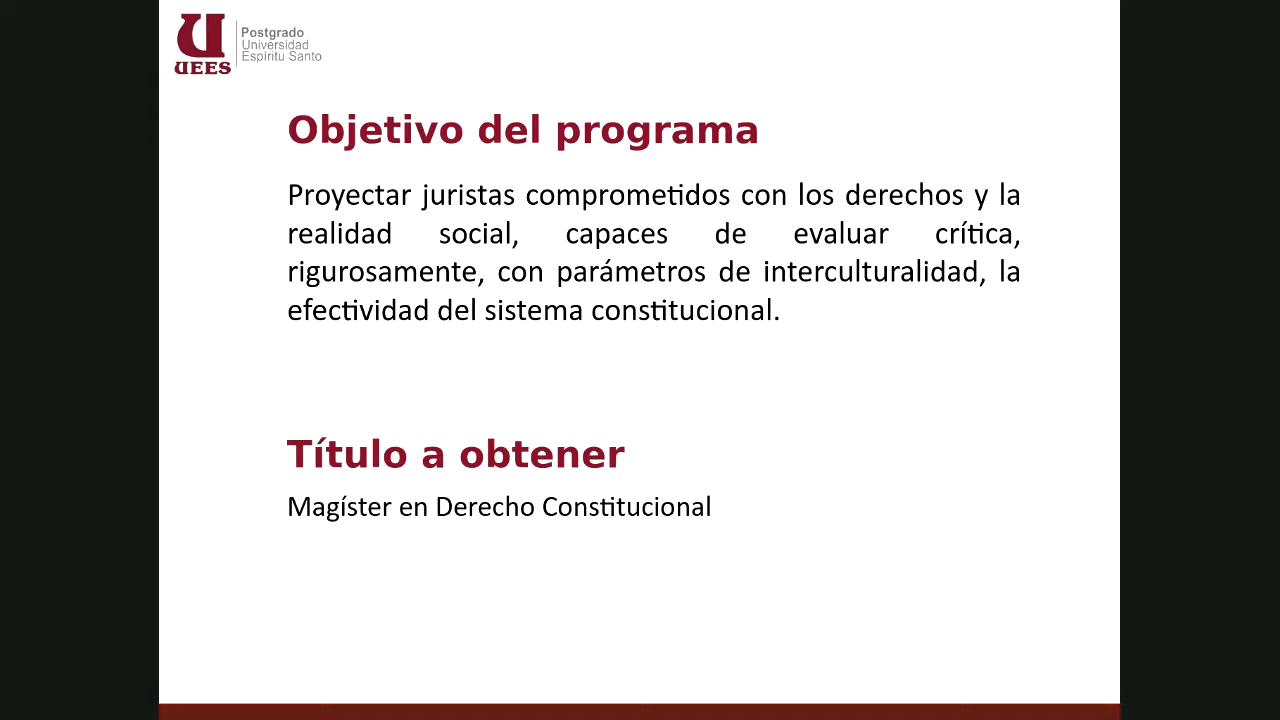 UEES
Postgrado
Universidad
Espíritu Santo
Objetivo del programa
Proyectar juristas comprometidos con los derechos y la
realidad social, capaces de evaluar crítica,
rigurosamente, con parámetros de interculturalidad, la
efectividad del sistema constitucional.
Título a obtener
Magíster en Derecho Constitucional